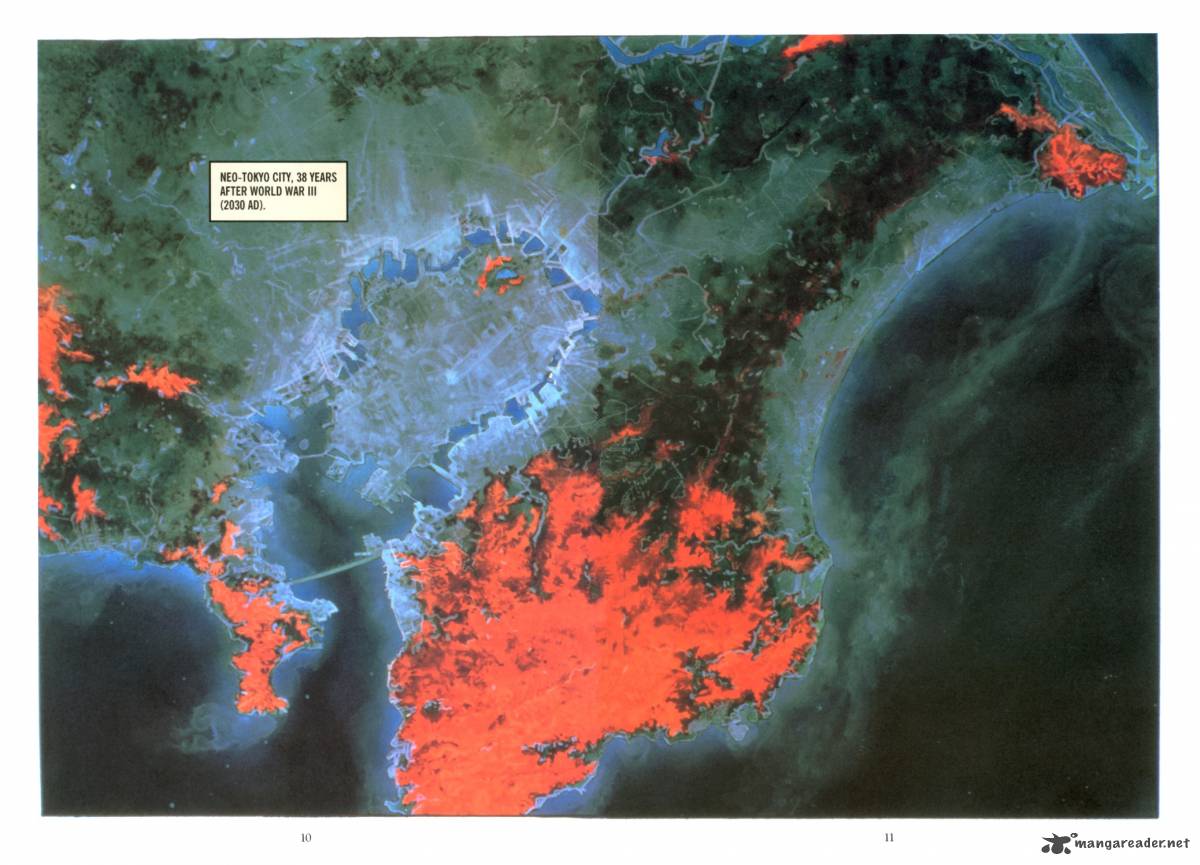 NEO-TOKYO CITY, 38 YEARS
AFTER WORLD WAR III
(2030 AD).
10
11
mangareader.net